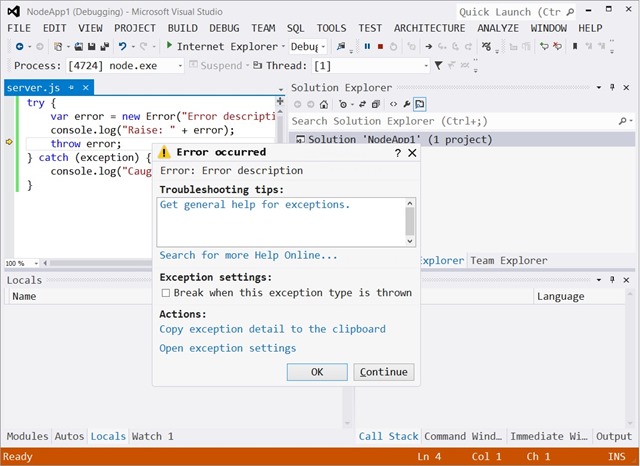 NodeApp1 (Debugging) - Microsoft Visual Studio
Quick Launch (Ctr
FILE EDIT VIEW PROJECT BUILD DEBUG TEAM SQL TOOLS TEST ARCHITECTURE ANALYZE WINDOW HELP
Internet Explorer Debug
Process: [4724] node.exe Suspend Thread: [1]
server.js
try {
var error = new Error("Error descripti
console.log("Raise: " + error);
throw error;
} catch (exception) {
console.log("Caug
}
100 %
Solution Explorer
Search Solution Explorer (Ctrl+;)
Solution 'NodeApp1' (1 project)
Explorer Team Explorer
Error occurred
Error: Error description
Troubleshooting tips:
Get general help for exceptions.
Search for more Help Online...
Exception settings:
Break when this exception type is thrown
Actions:
Copy exception detail to the clipboard
Open exception settings
OK Continue
Locals
Name
Language
Modules Autos Locals Watch 1
Call Stack Command Wind... Immediate Wi... Output
Ready Ln 4 Col 1 Ch 1 INS